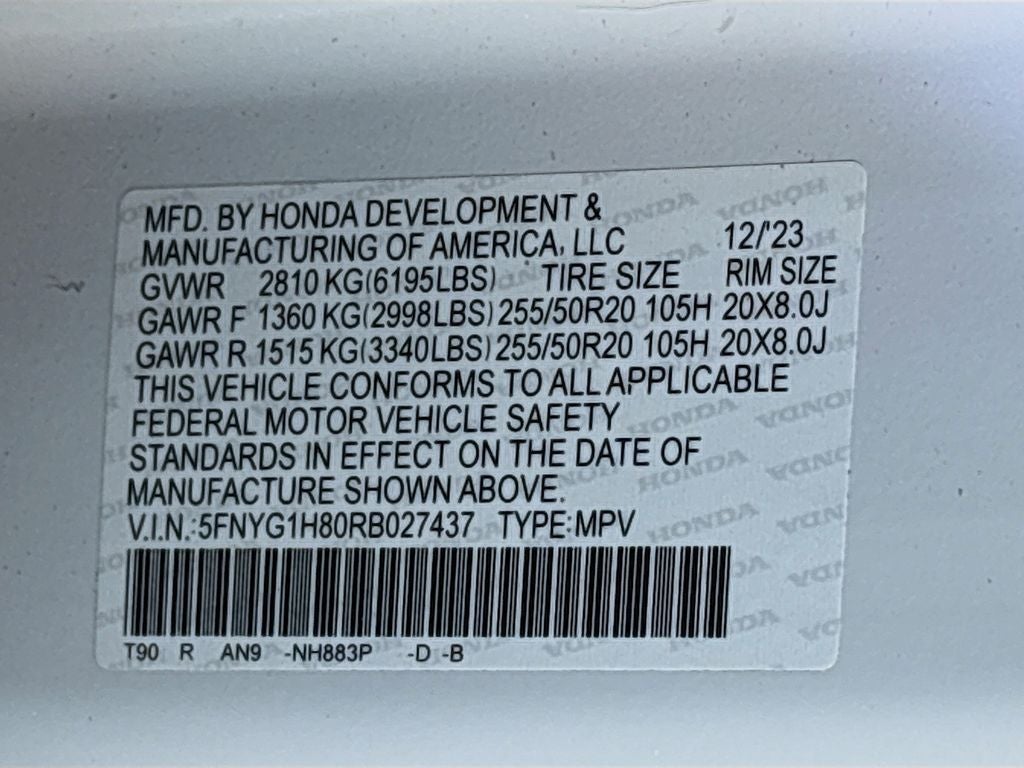 MFD. BY HONDA DEVELOPMENT &
MANUFACTURING OF AMERICA, LLC 12/'23
GVWR 2810 KG(6195LBS) TIRE SIZE RIM SIZE
GAWR F 1360 KG(2998LBS) 255/50R20 105H 20X8.0J
GAWR R 1515 KG(3340LBS) 255/50R20 105H 20X8.0J
THIS VEHICLE CONFORMS TO ALL APPLICABLE
FEDERAL MOTOR VEHICLE SAFETY
STANDARDS IN EFFECT ON THE DATE OF
MANUFACTURE SHOWN ABOVE.
V.I.N.:5FNYG1H80RB027437 TYPE:MPV
T90 R AN9 -NH883P -D -B